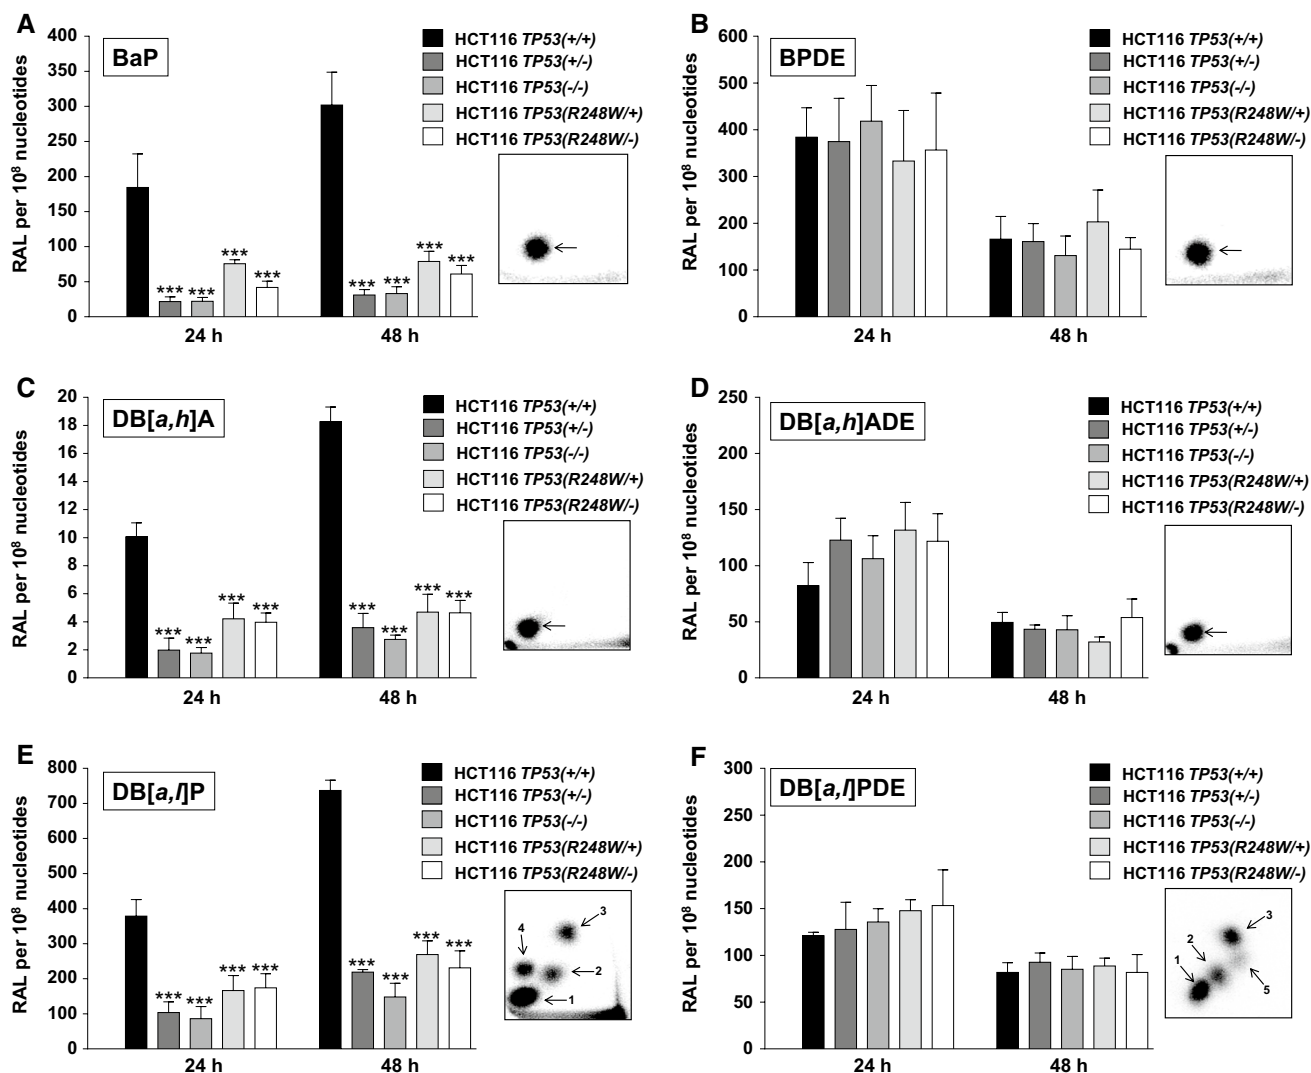 A
BaP
RAL per 10⁸ nucleotides
400
350
300
250
200
150
100
50
0
HCT116 TP53(+/+)
HCT116 TP53(+/-)
HCT116 TP53(-/-)
HCT116 TP53(R248W/+)
HCT116 TP53(R248W/-)
*** *** *** ***
*** *** *** ***
24 h
48 h
B
BPDE
RAL per 10⁸ nucleotides
600
500
400
300
200
100
0
HCT116 TP53(+/+)
HCT116 TP53(+/-)
HCT116 TP53(-/-)
HCT116 TP53(R248W/+)
HCT116 TP53(R248W/-)
24 h
48 h
C
DB[a,h]A
RAL per 10⁸ nucleotides
20
18
16
14
12
10
8
6
4
2
0
HCT116 TP53(+/+)
HCT116 TP53(+/-)
HCT116 TP53(-/-)
HCT116 TP53(R248W/+)
HCT116 TP53(R248W/-)
*** *** *** ***
*** *** *** ***
24 h
48 h
D
DB[a,h]ADE
RAL per 10⁸ nucleotides
250
200
150
100
50
0
HCT116 TP53(+/+)
HCT116 TP53(+/-)
HCT116 TP53(-/-)
HCT116 TP53(R248W/+)
HCT116 TP53(R248W/-)
24 h
48 h
E
DB[a,l]P
RAL per 10⁸ nucleotides
800
700
600
500
400
300
200
100
0
HCT116 TP53(+/+)
HCT116 TP53(+/-)
HCT116 TP53(-/-)
HCT116 TP53(R248W/+)
HCT116 TP53(R248W/-)
*** *** *** ***
*** *** *** ***
3
4
2
1
24 h
48 h
F
DB[a,l]PDE
RAL per 10⁸ nucleotides
300
250
200
150
100
50
0
HCT116 TP53(+/+)
HCT116 TP53(+/-)
HCT116 TP53(-/-)
HCT116 TP53(R248W/+)
HCT116 TP53(R248W/-)
3
2
1
5
24 h
48 h